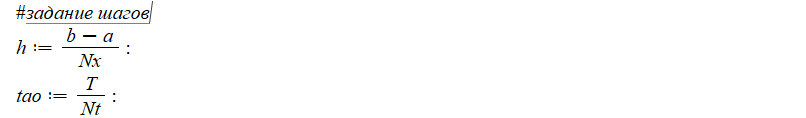 #задание шагов
h := (b − a)/Nx :
tao := T/Nt :